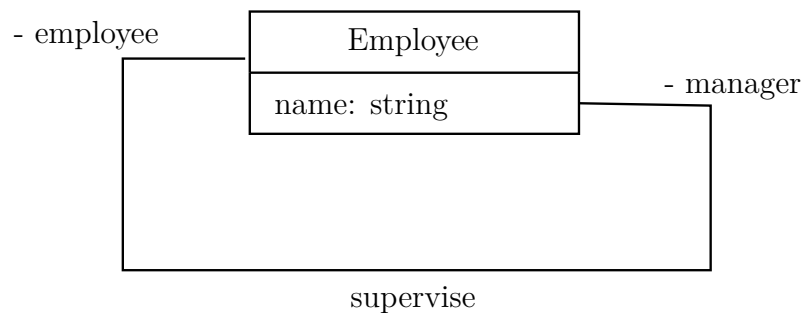 - employee
Employee
name: string
- manager
supervise